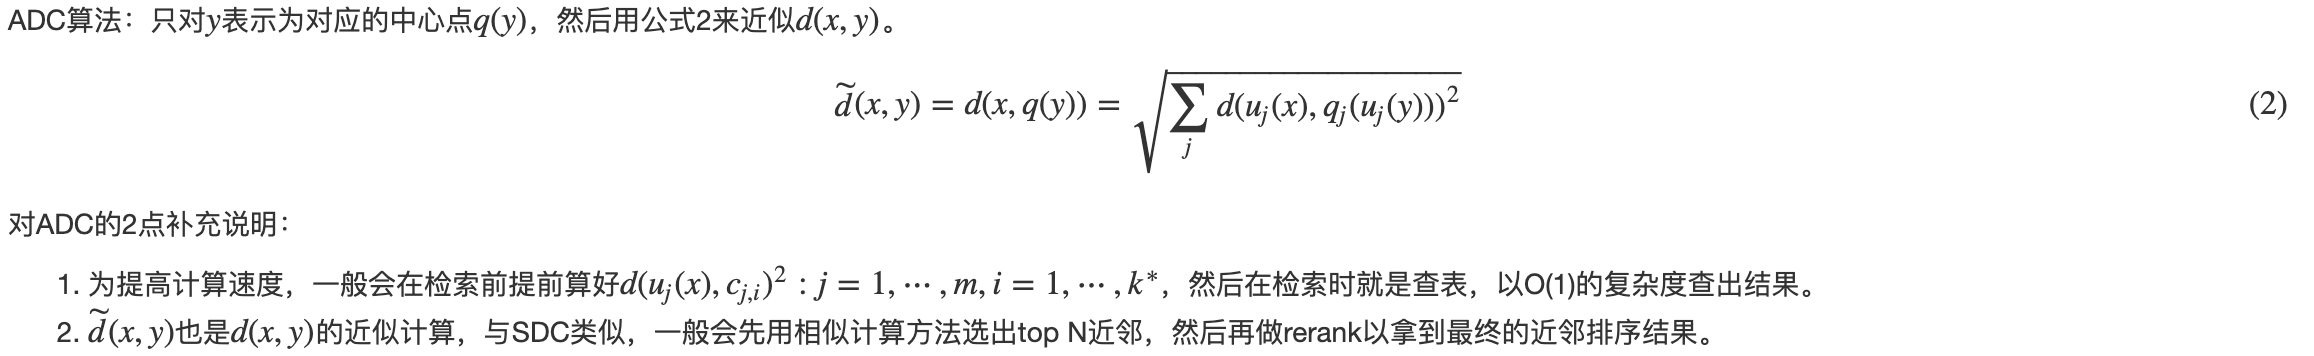 ADC算法：只对y表示为对应的中心点q(y)，然后用公式2来近似d(x, y)。
d̃(x, y) = d(x, q(y)) = √(∑_j d(u_j(x), q_j(u_j(y)))²) (2)
对ADC的2点补充说明：
1. 为提高计算速度，一般会在检索前提前算好d(u_j(x), c_{j,i})² : j = 1, ⋯ , m, i = 1, ⋯ , k*，然后在检索时就是查表，以O(1)的复杂度查出结果。
2. d̃(x, y)也是d(x, y)的近似计算，与SDC类似，一般会先用相似计算方法选出top N近邻，然后再做rerank以拿到最终的近邻排序结果。